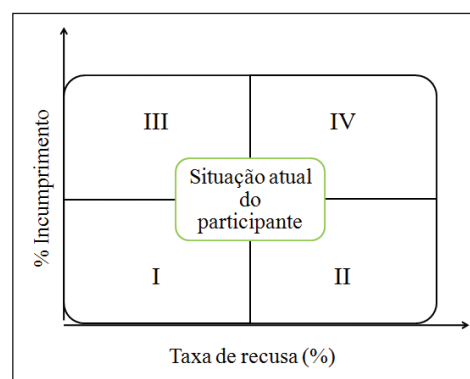 % Incumprimento
III
IV
Situação atual
do
participante
I
II
Taxa de recusa (%)